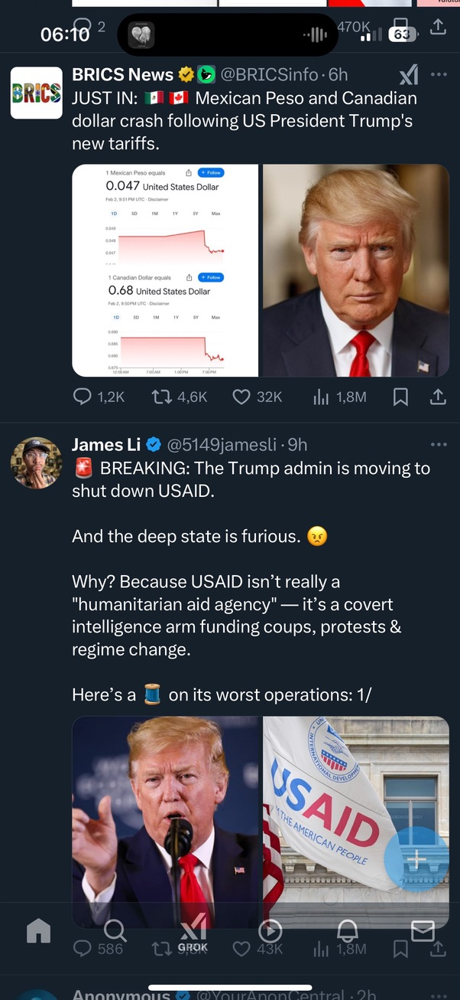 06:10
2
470K
63
BRICS
BRICS News @BRICSinfo · 6h
JUST IN: 🇲🇽 🇨🇦 Mexican Peso and Canadian
dollar crash following US President Trump's
new tariffs.
1 Mexican Peso equals
+ Follow
0.047 United States Dollar
Feb 2, 9:51 PM UTC · Disclaimer
1D 5D 1M 1Y 5Y Max
0.049
0.048
0.047
1 Canadian Dollar equals
+ Follow
0.68 United States Dollar
Feb 2, 9:50 PM UTC · Disclaimer
1D 5D 1M 1Y 5Y Max
0.690
0.685
0.680
0.675
12:00 AM 7:00 AM 1:00 PM 7:00 PM
1,2K 4,6K 32K 1,8M
James Li @5149jamesli · 9h
🚨 BREAKING: The Trump admin is moving to
shut down USAID.
And the deep state is furious. 😠
Why? Because USAID isn’t really a
"humanitarian aid agency" — it’s a covert
intelligence arm funding coups, protests &
regime change.
Here’s a 🧵 on its worst operations: 1/
INTERNATIONAL DEVELOPMENT
USAID
FROM THE AMERICAN PEOPLE
GROK
586 43K 1,8M
Anonymous @YourAnonCentral · 2h